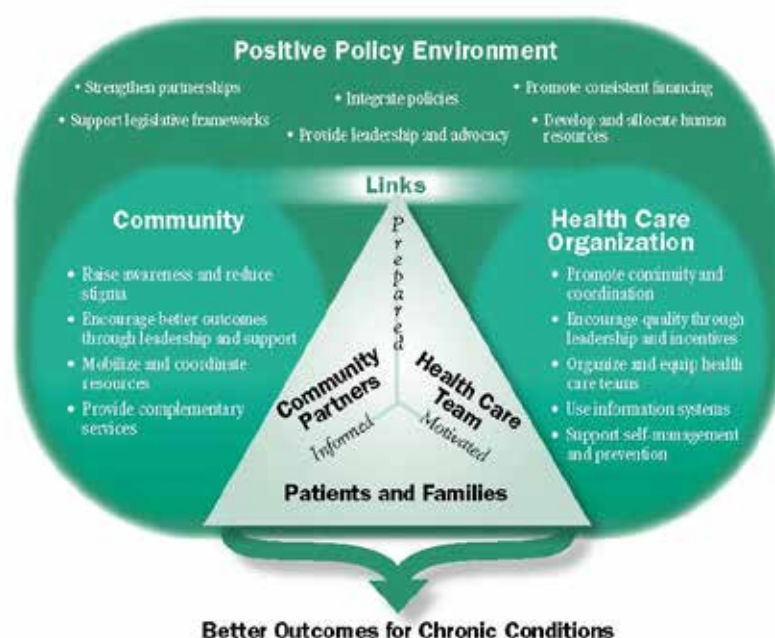 Positive Policy Environment
• Strengthen partnerships
• Support legislative frameworks
• Integrate policies
• Provide leadership and advocacy
• Promote consistent financing
• Develop and allocate human
resources
Links
Community
• Raise awareness and reduce
stigma
• Encourage better outcomes
through leadership and support
• Mobilize and coordinate
resources
• Provide complementary
services
Prepared
Community
Partners
Informed
Health Care
Team
Motivated
Patients and Families
Health Care
Organization
• Promote continuity and
coordination
• Encourage quality through
leadership and incentives
• Organize and equip health
care teams
• Use information systems
• Support self-management
and prevention
Better Outcomes for Chronic Conditions